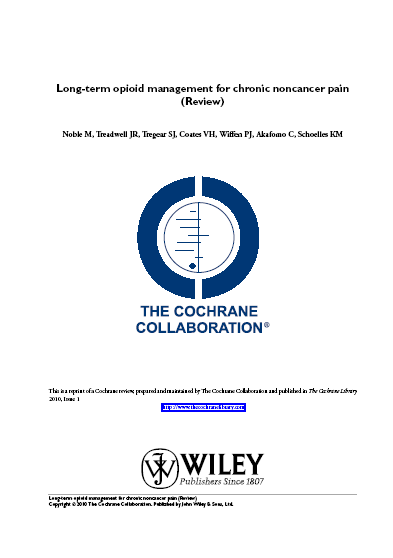 Long-term opioid management for chronic noncancer pain
(Review)
Noble M, Treadwell JR, Tregear SJ, Coates VH, Wiffen PJ, Akafomo C, Schoelles KM
THE COCHRANE
COLLABORATION®
This is a reprint of a Cochrane review, prepared and maintained by The Cochrane Collaboration and published in The Cochrane Library
2010, Issue 1
http://www.thecochranelibrary.com
WILEY
Publishers Since 1807
Long-term opioid management for chronic noncancer pain (Review)
Copyright © 2010 The Cochrane Collaboration. Published by John Wiley & Sons, Ltd.